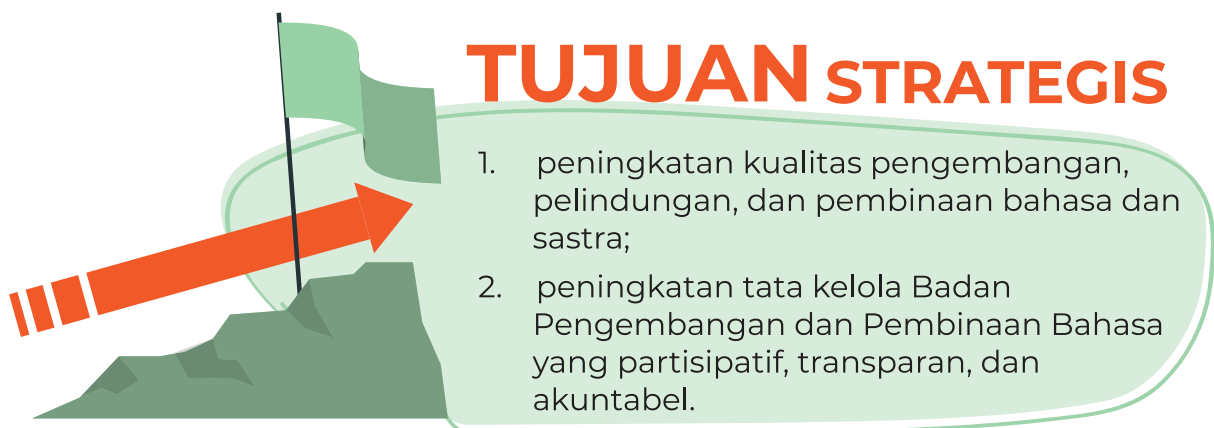 TUJUAN STRATEGIS
1. peningkatan kualitas pengembangan,
pelindungan, dan pembinaan bahasa dan
sastra;
2. peningkatan tata kelola Badan
Pengembangan dan Pembinaan Bahasa
yang partisipatif, transparan, dan
akuntabel.